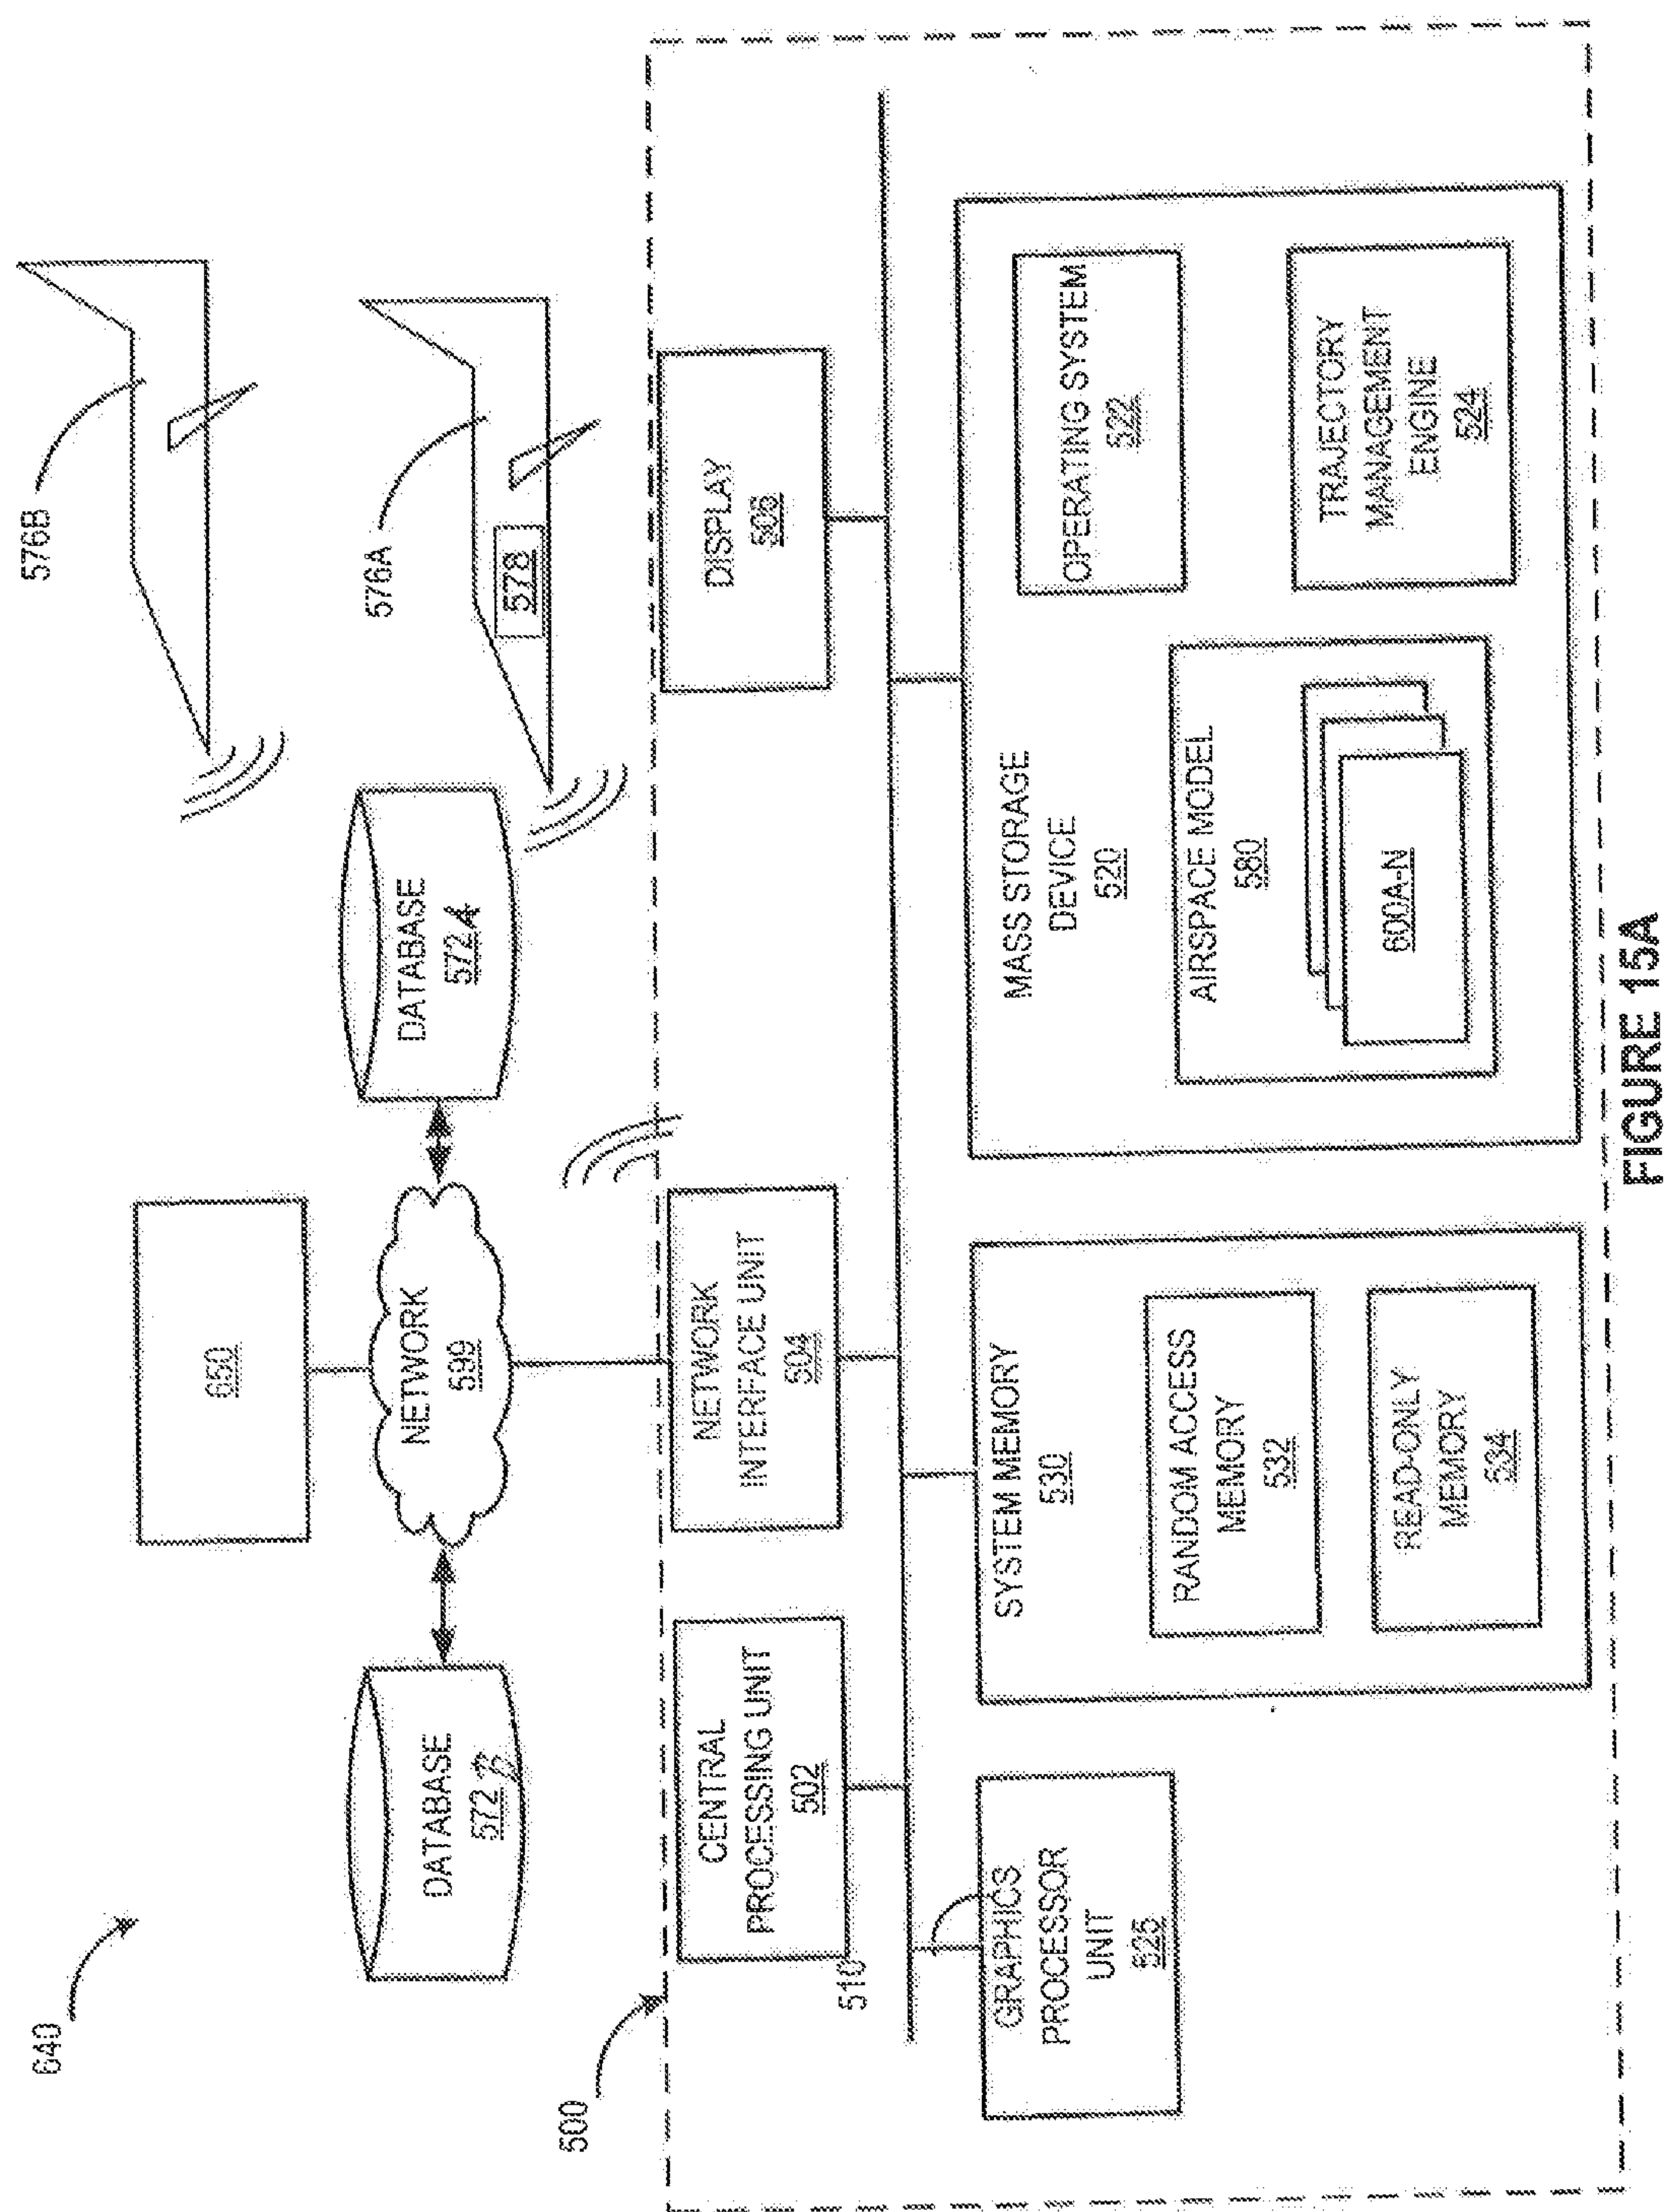 640
650
576B
DATABASE
572 B
NETWORK
599
DATABASE
572A
576A
578
500
CENTRAL
PROCESSING UNIT
502
NETWORK
INTERFACE UNIT
504
DISPLAY
506
510
GRAPHICS
PROCESSOR
UNIT
525
SYSTEM MEMORY
530
RANDOM ACCESS
MEMORY
532
READ-ONLY
MEMORY
534
MASS STORAGE
DEVICE
520
AIRSPACE MODEL
580
600A-N
OPERATING SYSTEM
522
TRAJECTORY
MANAGEMENT
ENGINE
524
FIGURE 15A